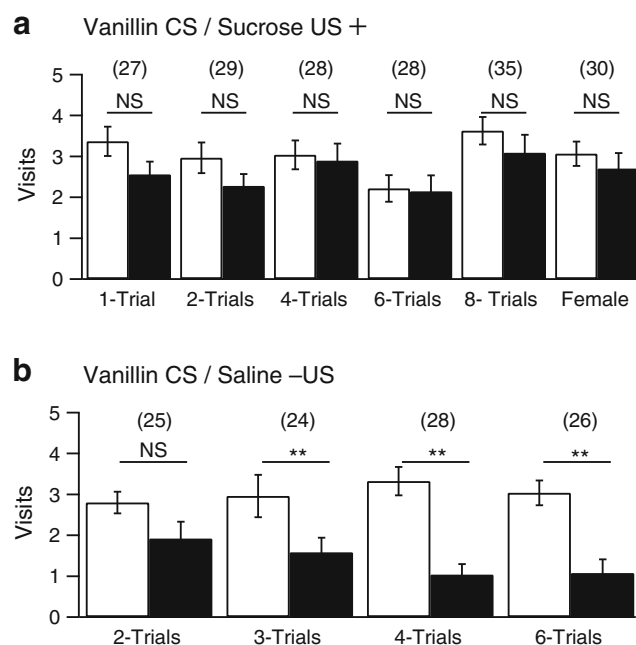 a Vanillin CS / Sucrose US +
(27) (29) (28) (28) (35) (30)
NS NS NS NS NS NS
5
4
3
2
1
0
Visits
1-Trial 2-Trials 4-Trials 6-Trials 8- Trials Female
b Vanillin CS / Saline –US
(25) (24) (28) (26)
NS ** ** **
5
4
3
2
1
0
Visits
2-Trials 3-Trials 4-Trials 6-Trials